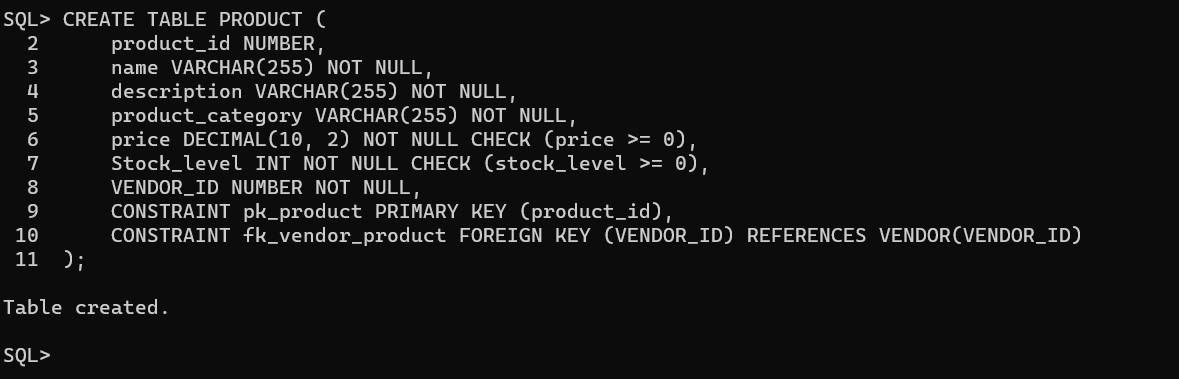 SQL> CREATE TABLE PRODUCT (
  2      product_id NUMBER,
  3      name VARCHAR(255) NOT NULL,
  4      description VARCHAR(255) NOT NULL,
  5      product_category VARCHAR(255) NOT NULL,
  6      price DECIMAL(10, 2) NOT NULL CHECK (price >= 0),
  7      Stock_level INT NOT NULL CHECK (stock_level >= 0),
  8      VENDOR_ID NUMBER NOT NULL,
  9      CONSTRAINT pk_product PRIMARY KEY (product_id),
 10      CONSTRAINT fk_vendor_product FOREIGN KEY (VENDOR_ID) REFERENCES VENDOR(VENDOR_ID)
 11  );
Table created.
SQL>